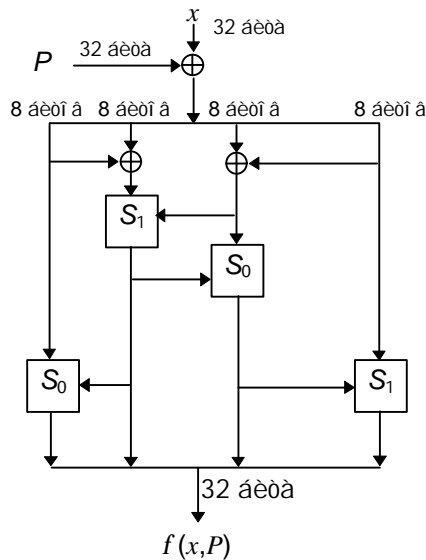 x
32 áèòà
P
32 áèòà
8 áèòî â
8 áèòî â
8 áèòî â
8 áèòî â
S1
S0
S0
S1
32 áèòà
f (x,P)